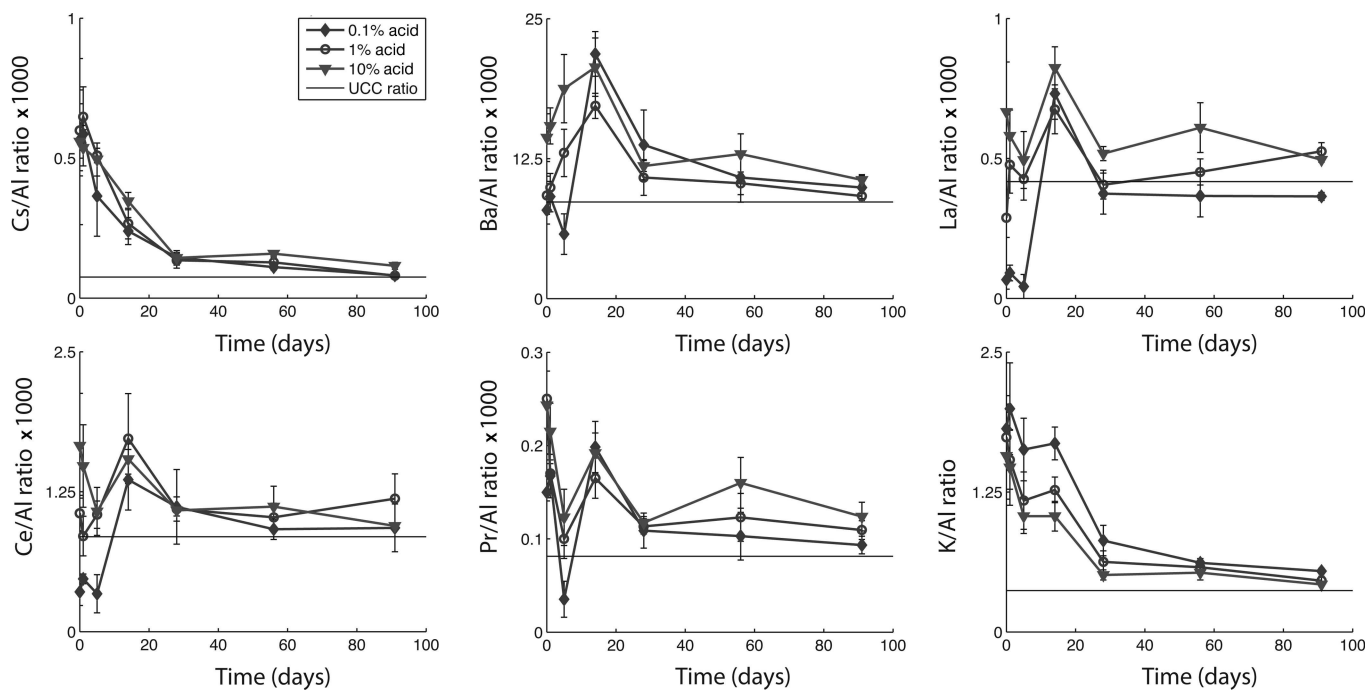 Cs/Al ratio x1000
1
0.5
0
0 20 40 60 80 100
Time (days)
0.1% acid
1% acid
10% acid
UCC ratio
Ba/Al ratio x1000
25
12.5
0
0 20 40 60 80 100
Time (days)
La/Al ratio x1000
1
0.5
0
0 20 40 60 80 100
Time (days)
Ce/Al ratio x1000
2.5
1.25
0
0 20 40 60 80 100
Time (days)
Pr/Al ratio x1000
0.3
0.2
0.1
0
0 20 40 60 80 100
Time (days)
K/Al ratio
2.5
1.25
0
0 20 40 60 80 100
Time (days)